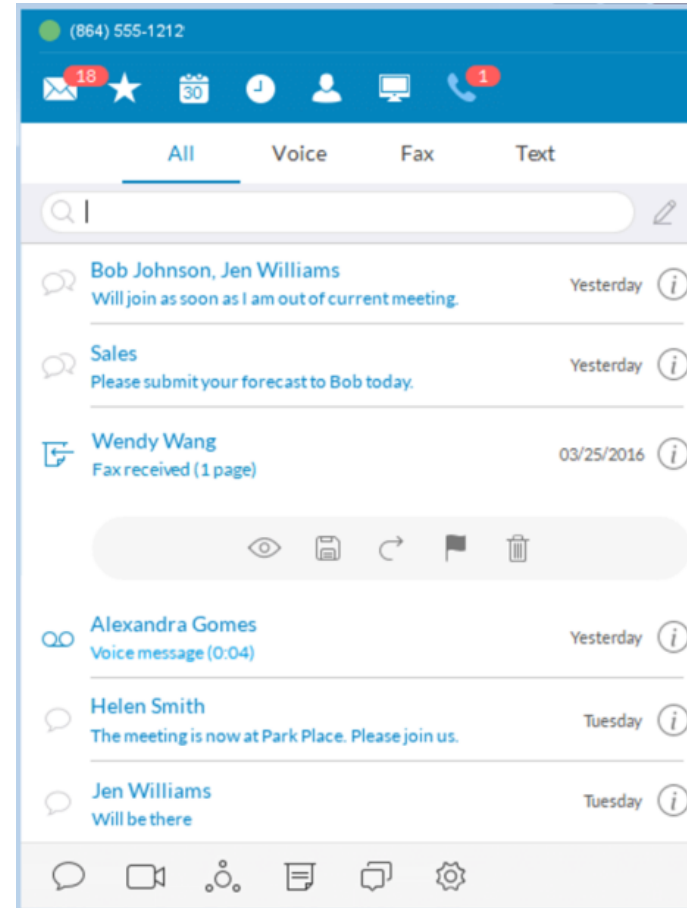 (864) 555-1212
18
30
1
All Voice Fax Text
Bob Johnson, Jen Williams
Will join as soon as I am out of current meeting.
Yesterday
Sales
Please submit your forecast to Bob today.
Yesterday
Wendy Wang
Fax received (1 page)
03/25/2016
Alexandra Gomes
Voice message (0:04)
Yesterday
Helen Smith
The meeting is now at Park Place. Please join us.
Tuesday
Jen Williams
Will be there
Tuesday